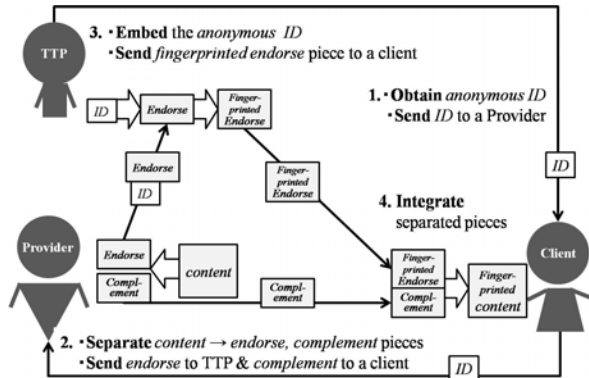 3. ・Embed the anonymous ID
・Send fingerprinted endorse piece to a client
TTP
1. ・Obtain anonymous ID
・Send ID to a Provider
ID
Endorse
Finger-
printed
Endorse
Endorse
ID
Finger-
printed
Endorse
ID
4. Integrate
separated pieces
Provider
Client
Endorse
Compl-
ement
content
Compl-
ement
Finger-
printed
Endorse
Compl-
ement
Finger-
printed
content
2. ・Separate content → endorse, complement pieces
・Send endorse to TTP & complement to a client
ID